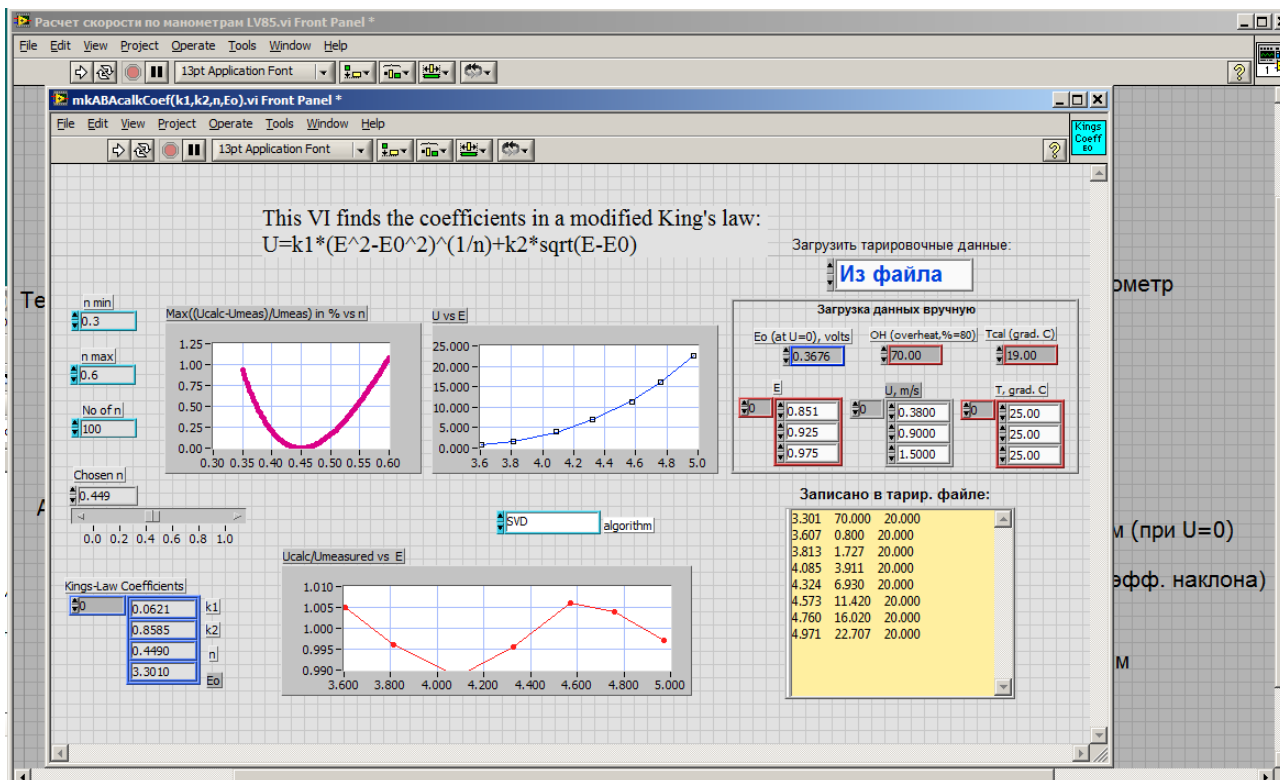 Расчет скорости по манометрам LV85.vi Front Panel *
File Edit View Project Operate Tools Window Help
13pt Application Font
1
mkABAcalkCoef(k1,k2,n,Eo).vi Front Panel *
File Edit View Project Operate Tools Window Help
13pt Application Font
Kings
Coeff
EO
This VI finds the coefficients in a modified King's law:
U=k1*(E^2-E0^2)^(1/n)+k2*sqrt(E-E0)
Загрузить тарировочные данные:
Из файла
Те
ометр
n min
0.3
n max
0.6
No of n
100
Chosen n
0.449
0.0 0.2 0.4 0.6 0.8 1.0
Max((Ucalc-Umeas)/Umeas) in % vs n
1.25
1.00
0.75
0.50
0.25
0.00
0.30 0.35 0.40 0.45 0.50 0.55 0.60
U vs E
25.000
20.000
15.000
10.000
5.000
0.000
3.6 3.8 4.0 4.2 4.4 4.6 4.8 5.0
Загрузка данных вручную
Eo (at U=0), volts OH (overheat,%=80) Tcal (grad. C)
0.3676 70.00 19.00
E U, m/s T, grad. C
0 0.851 0 0.3800 0 25.00
0.925 0.9000 25.00
0.975 1.5000 25.00
SVD algorithm
Записано в тарир. файле:
3.301 70.000 20.000
3.607 0.800 20.000
3.813 1.727 20.000
4.085 3.911 20.000
4.324 6.930 20.000
4.573 11.420 20.000
4.760 16.020 20.000
4.971 22.707 20.000
м (при U=0)
эфф. наклона)
м
Kings-Law Coefficients
0 0.0621 k1
0.8585 k2
0.4490 n
3.3010 Eo
Ucalc/Umeasured vs E
1.010
1.005
1.000
0.995
0.990
3.600 3.800 4.000 4.200 4.400 4.600 4.800 5.000